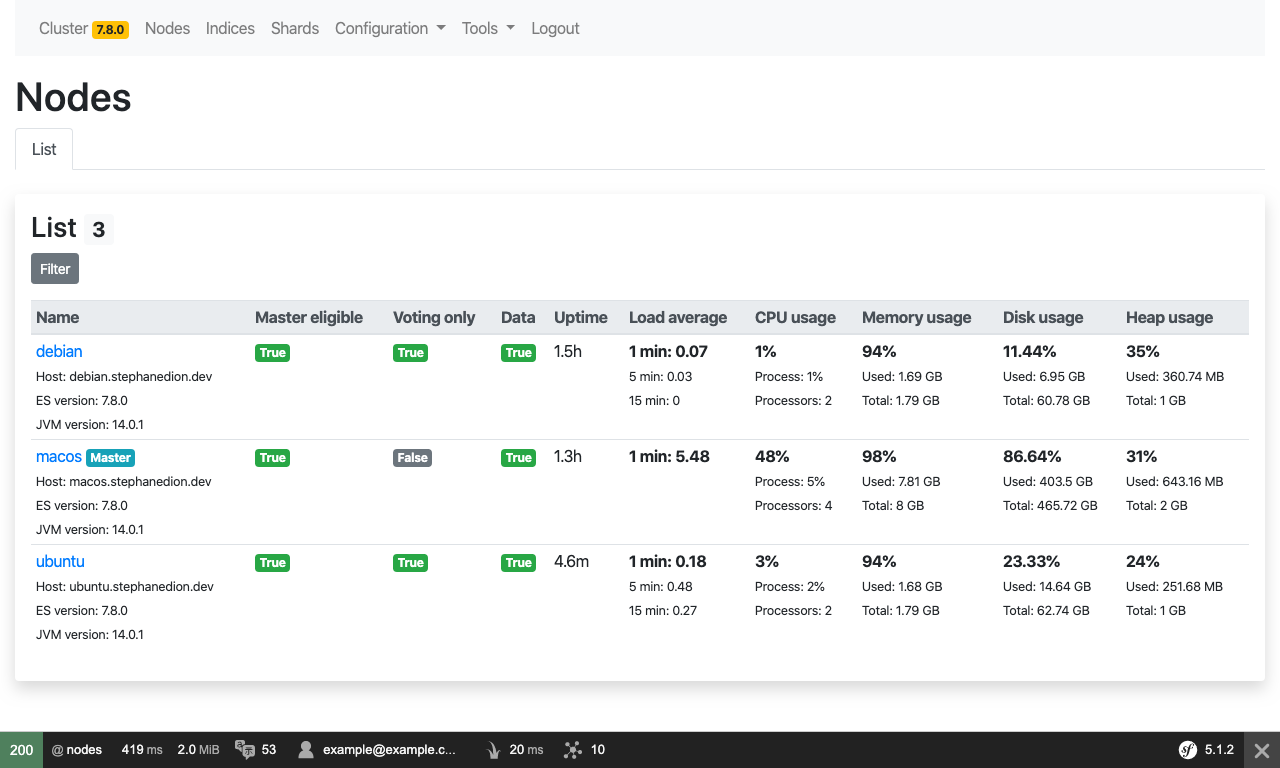 Cluster 7.8.0 Nodes Indices Shards Configuration Tools Logout
Nodes
List
List 3
Filter
Name Master eligible Voting only Data Uptime Load average CPU usage Memory usage Disk usage Heap usage
debian True True True 1.5h 1 min: 0.07 1% 94% 11.44% 35%
Host: debian.stephanedion.dev 5 min: 0.03 Process: 1% Used: 1.69 GB Used: 6.95 GB Used: 360.74 MB
ES version: 7.8.0 15 min: 0 Processors: 2 Total: 1.79 GB Total: 60.78 GB Total: 1 GB
JVM version: 14.0.1
macos Master True False True 1.3h 1 min: 5.48 48% 98% 86.64% 31%
Host: macos.stephanedion.dev Process: 5% Used: 7.81 GB Used: 403.5 GB Used: 643.16 MB
ES version: 7.8.0 Processors: 4 Total: 8 GB Total: 465.72 GB Total: 2 GB
JVM version: 14.0.1
ubuntu True True True 4.6m 1 min: 0.18 3% 94% 23.33% 24%
Host: ubuntu.stephanedion.dev 5 min: 0.48 Process: 2% Used: 1.68 GB Used: 14.64 GB Used: 251.68 MB
ES version: 7.8.0 15 min: 0.27 Processors: 2 Total: 1.79 GB Total: 62.74 GB Total: 1 GB
JVM version: 14.0.1
200 @ nodes 419 ms 2.0 MiB 53 example@example.c... 20 ms 10 5.1.2